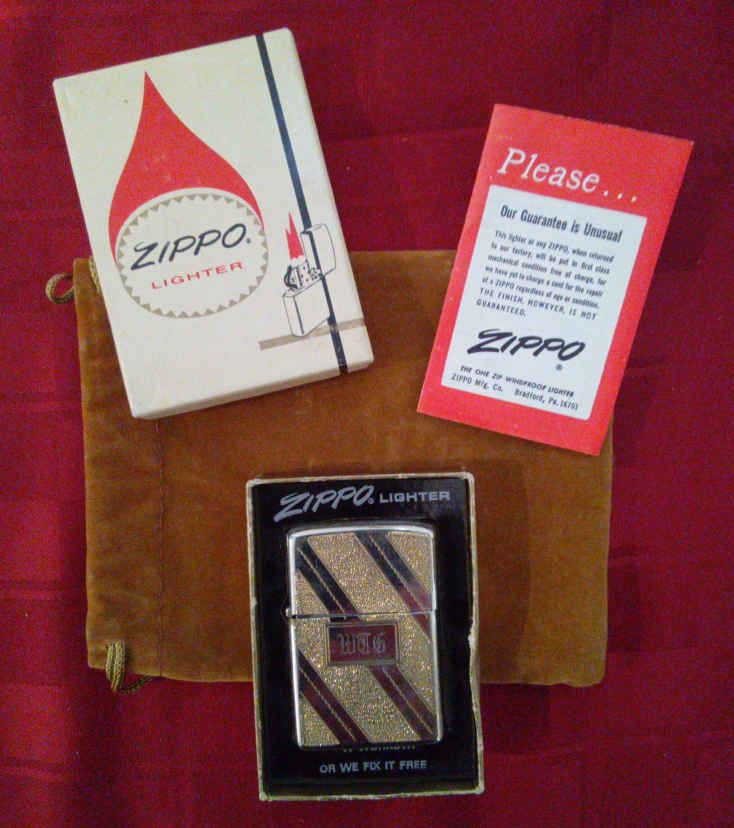 ZIPPO®
LIGHTER
Please...
Our Guarantee is Unusual
This lighter or any ZIPPO, when returned
to our factory, will be put in first class
mechanical condition free of charge, for
we have yet to charge a cent for the repair
of a ZIPPO regardless of age or condition.
THE FINISH, HOWEVER, IS NOT
GUARANTEED.
ZIPPO
®
THE ONE ZIP WINDPROOF LIGHTER
ZIPPO Mfg. Co. Bradford, Pa. 16701
ZIPPO® LIGHTER
WTG
OR WE FIX IT FREE